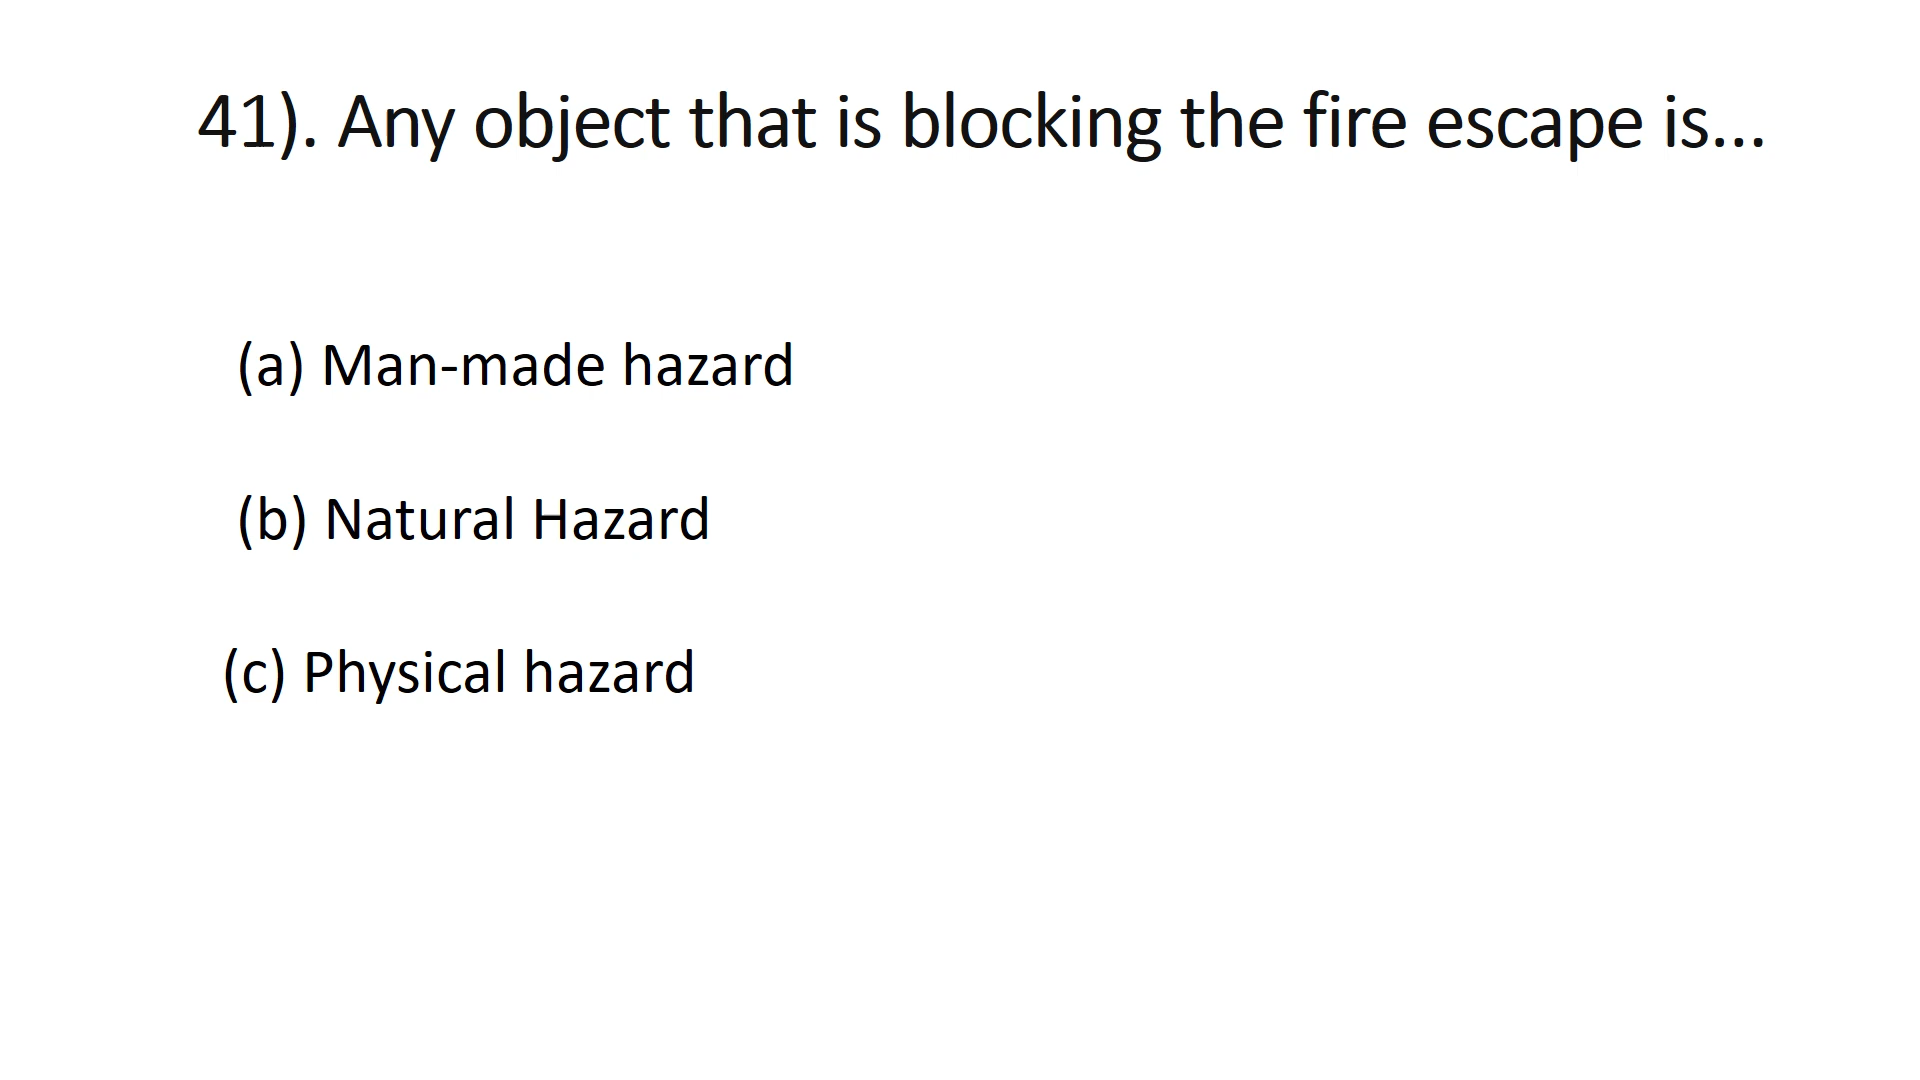 41). Any object that is blocking the fire escape is...
(a) Man-made hazard
(b) Natural Hazard
(c) Physical hazard